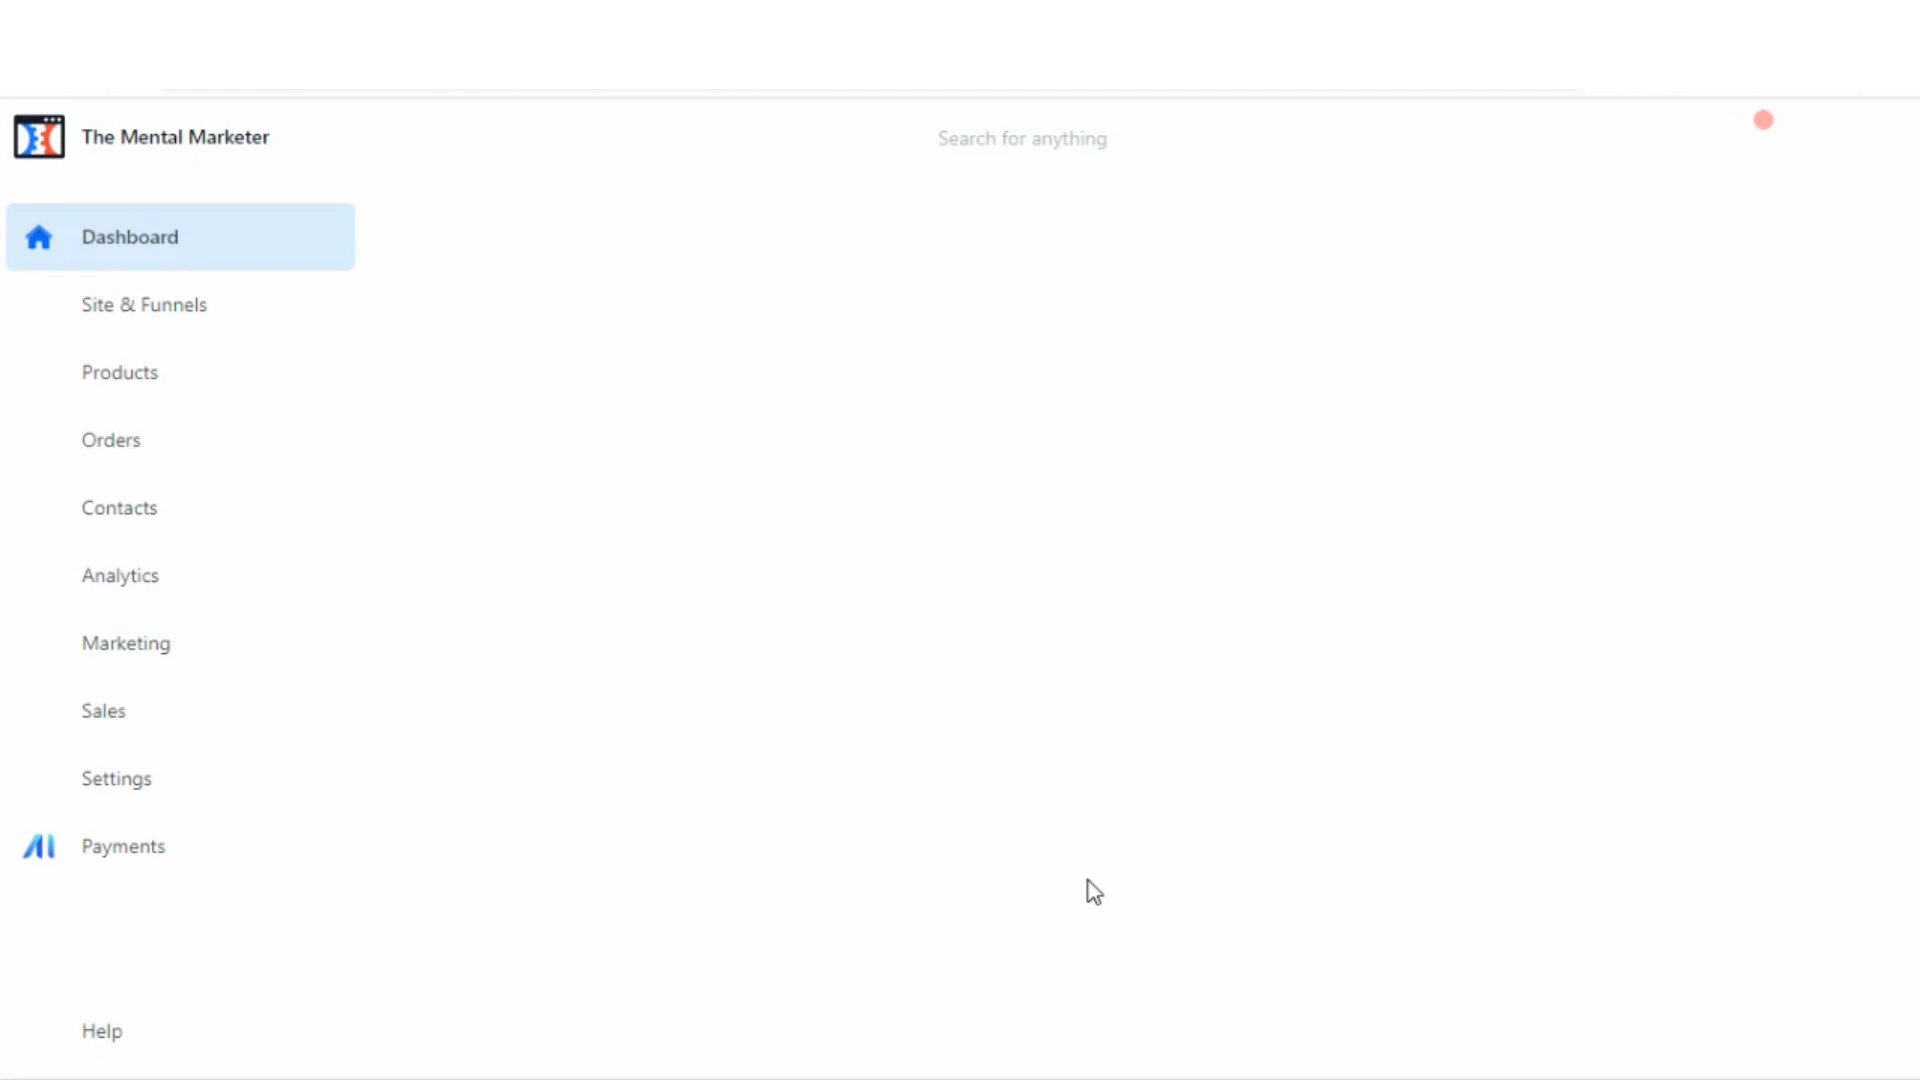 The Mental Marketer
Search for anything
Dashboard
Site & Funnels
Products
Orders
Contacts
Analytics
Marketing
Sales
Settings
Payments
Help